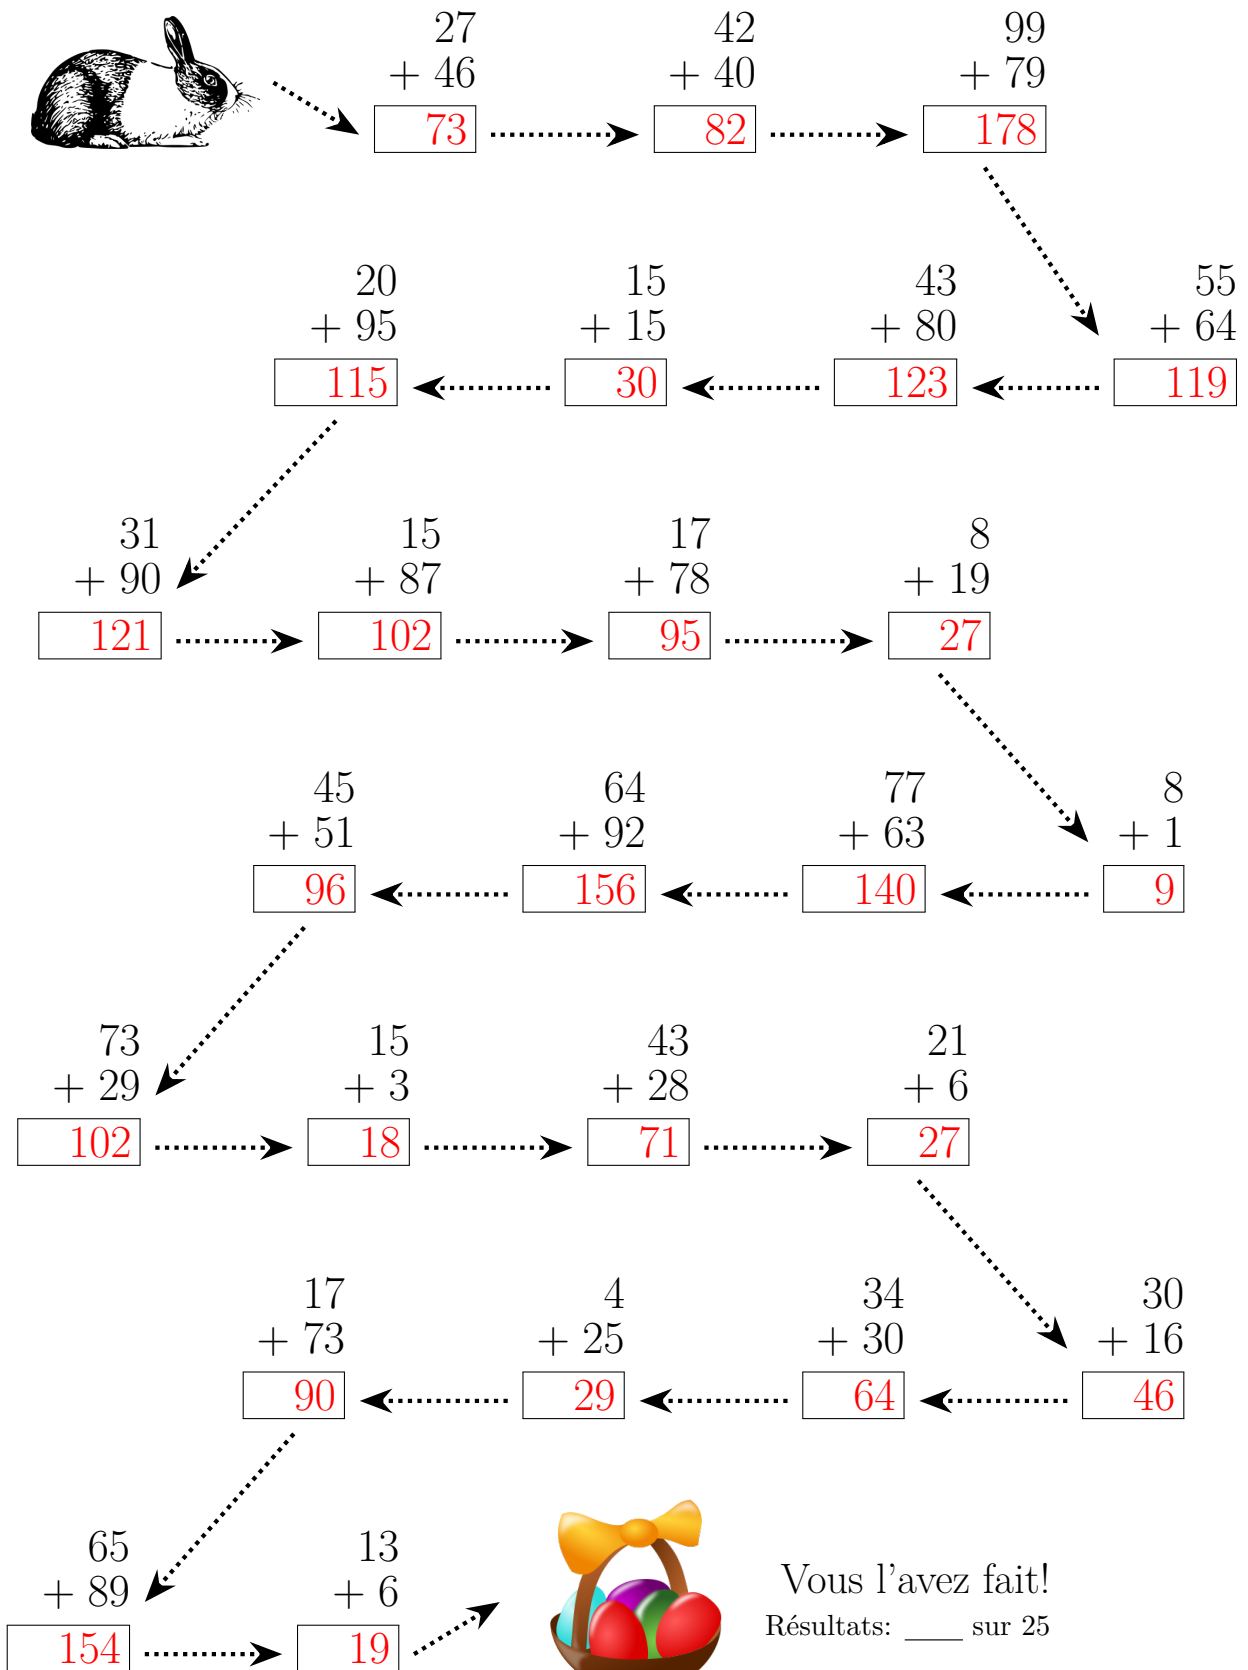 27 42 99
+ 46 + 40 + 79
73 82 178
20 15 43 55
+ 95 + 15 + 80 + 64
115 30 123 119
31 15 17 8
+ 90 + 87 + 78 + 19
121 102 95 27
45 64 77 8
+ 51 + 92 + 63 + 1
96 156 140 9
73 15 43 21
+ 29 + 3 + 28 + 6
102 18 71 27
17 4 34 30
+ 73 + 25 + 30 + 16
90 29 64 46
65 13
+ 89 + 6
154 19
Vous l'avez fait!
Résultats: ____ sur 25